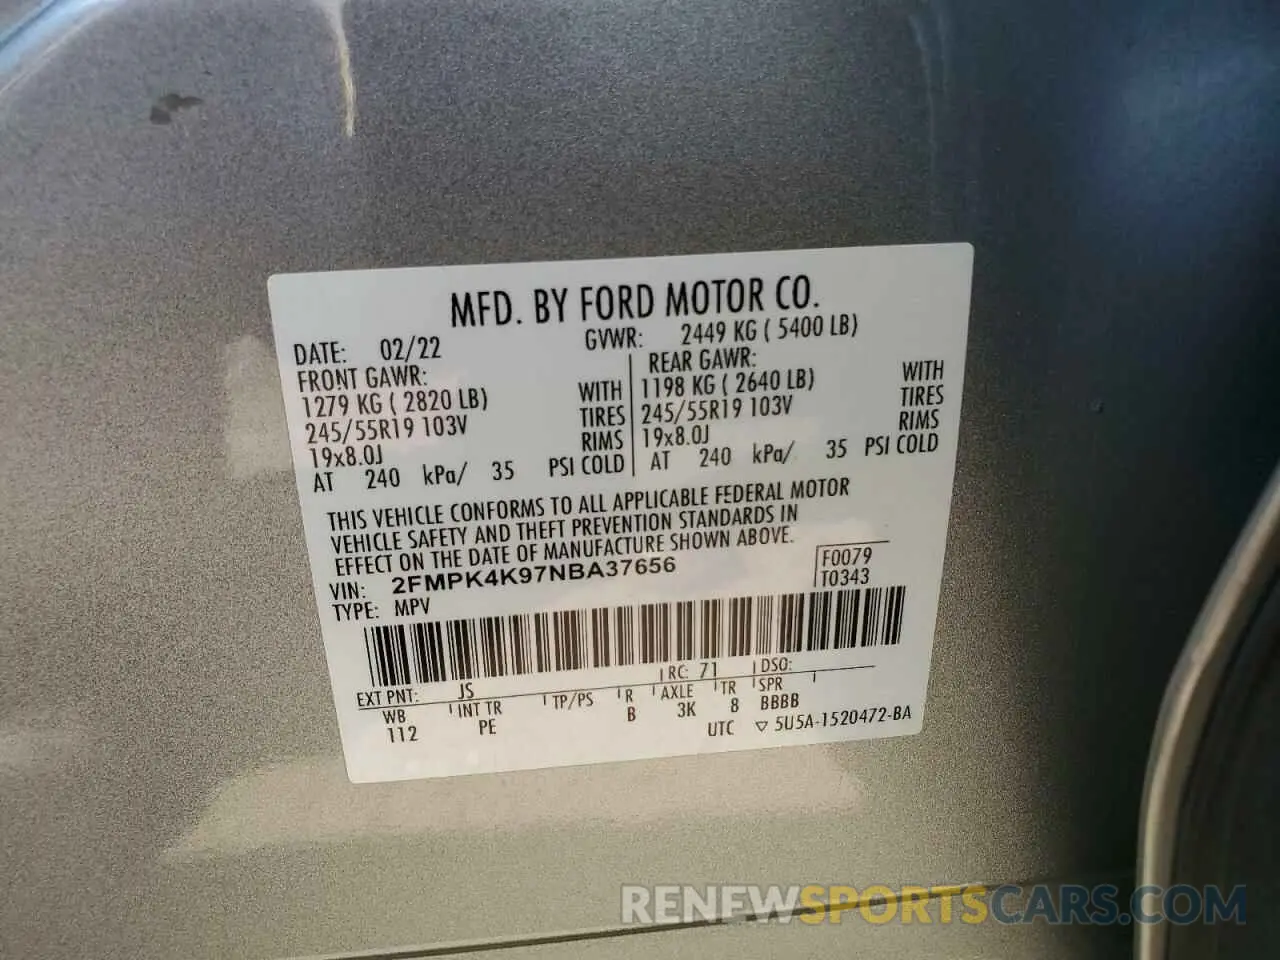 MFD. BY FORD MOTOR CO.
DATE: 02/22 GVWR: 2449 KG ( 5400 LB)
FRONT GAWR: REAR GAWR:
1279 KG ( 2820 LB) WITH 1198 KG ( 2640 LB) WITH
245/55R19 103V TIRES 245/55R19 103V TIRES
19x8.0J RIMS 19x8.0J RIMS
AT 240 kPa/ 35 PSI COLD AT 240 kPa/ 35 PSI COLD
THIS VEHICLE CONFORMS TO ALL APPLICABLE FEDERAL MOTOR
VEHICLE SAFETY AND THEFT PREVENTION STANDARDS IN
EFFECT ON THE DATE OF MANUFACTURE SHOWN ABOVE.
VIN: 2FMPK4K97NBA37656 F0079
TYPE: MPV T0343
EXT PNT: JS RC: 71 DSO:
WB INT TR TP/PS R AXLE TR SPR
112 PE B 3K 8 BBBB
UTC ▽ 5U5A-1520472-BA
RENEWSPORTSCARS.COM